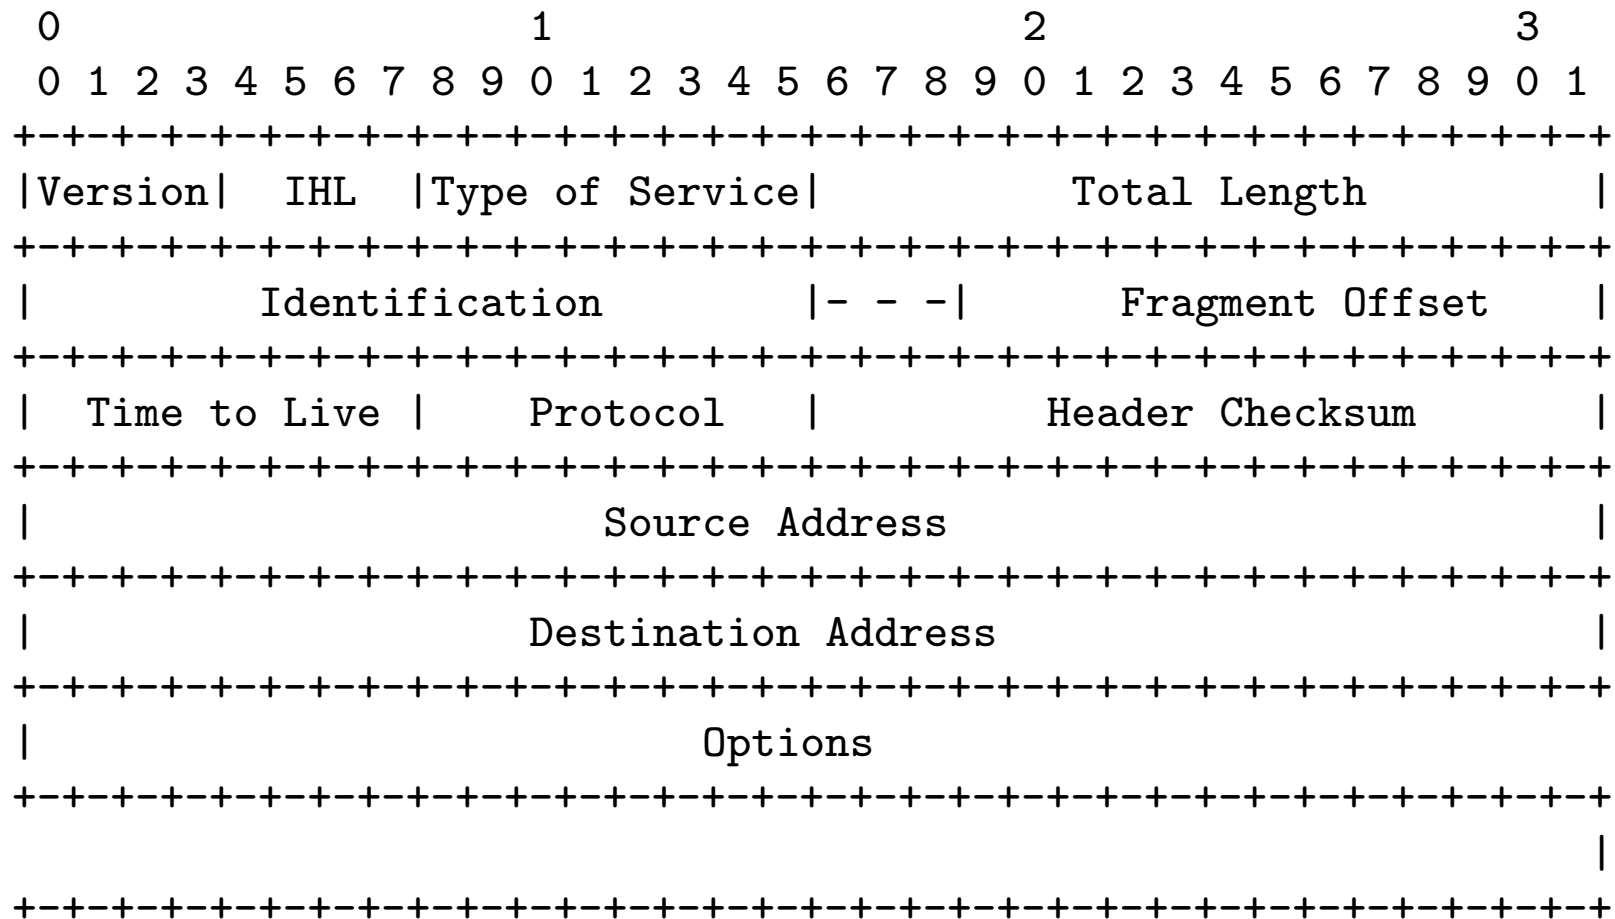 0                   1                   2                   3
 0 1 2 3 4 5 6 7 8 9 0 1 2 3 4 5 6 7 8 9 0 1 2 3 4 5 6 7 8 9 0 1
+-+-+-+-+-+-+-+-+-+-+-+-+-+-+-+-+-+-+-+-+-+-+-+-+-+-+-+-+-+-+-+-+
|Version|  IHL  |Type of Service|          Total Length         |
+-+-+-+-+-+-+-+-+-+-+-+-+-+-+-+-+-+-+-+-+-+-+-+-+-+-+-+-+-+-+-+-+
|         Identification        |- - -|      Fragment Offset    |
+-+-+-+-+-+-+-+-+-+-+-+-+-+-+-+-+-+-+-+-+-+-+-+-+-+-+-+-+-+-+-+-+
|  Time to Live |    Protocol   |         Header Checksum       |
+-+-+-+-+-+-+-+-+-+-+-+-+-+-+-+-+-+-+-+-+-+-+-+-+-+-+-+-+-+-+-+-+
|                       Source Address                          |
+-+-+-+-+-+-+-+-+-+-+-+-+-+-+-+-+-+-+-+-+-+-+-+-+-+-+-+-+-+-+-+-+
|                    Destination Address                        |
+-+-+-+-+-+-+-+-+-+-+-+-+-+-+-+-+-+-+-+-+-+-+-+-+-+-+-+-+-+-+-+-+
|                           Options
+-+-+-+-+-+-+-+-+-+-+-+-+-+-+-+-+-+-+-+-+-+-+-+-+-+-+-+-+-+-+-+-+
                                                                |
+-+-+-+-+-+-+-+-+-+-+-+-+-+-+-+-+-+-+-+-+-+-+-+-+-+-+-+-+-+-+-+-+